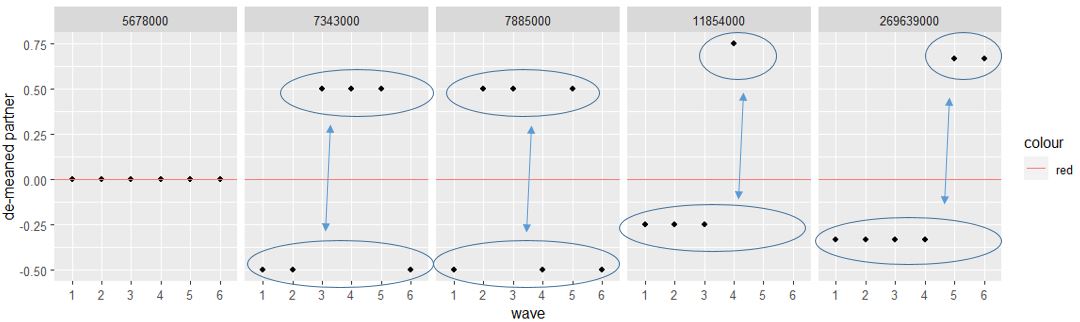 5678000 7343000 7885000 11854000 269639000
0.75
0.50
0.25
0.00
-0.25
-0.50
de-meaned partner
1 2 3 4 5 6 1 2 3 4 5 6 1 2 3 4 5 6 1 2 3 4 5 6 1 2 3 4 5 6
wave
colour
red